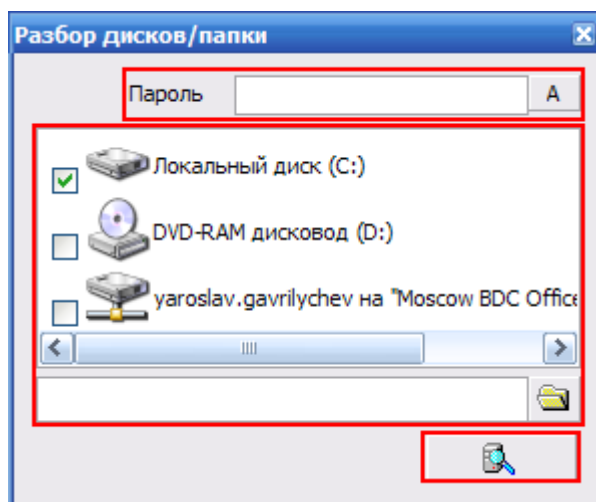 Разбор дисков/папки
Пароль
A
Локальный диск (C:)
DVD-RAM дисковод (D:)
yaroslav.gavrilychev на "Moscow BDC Office